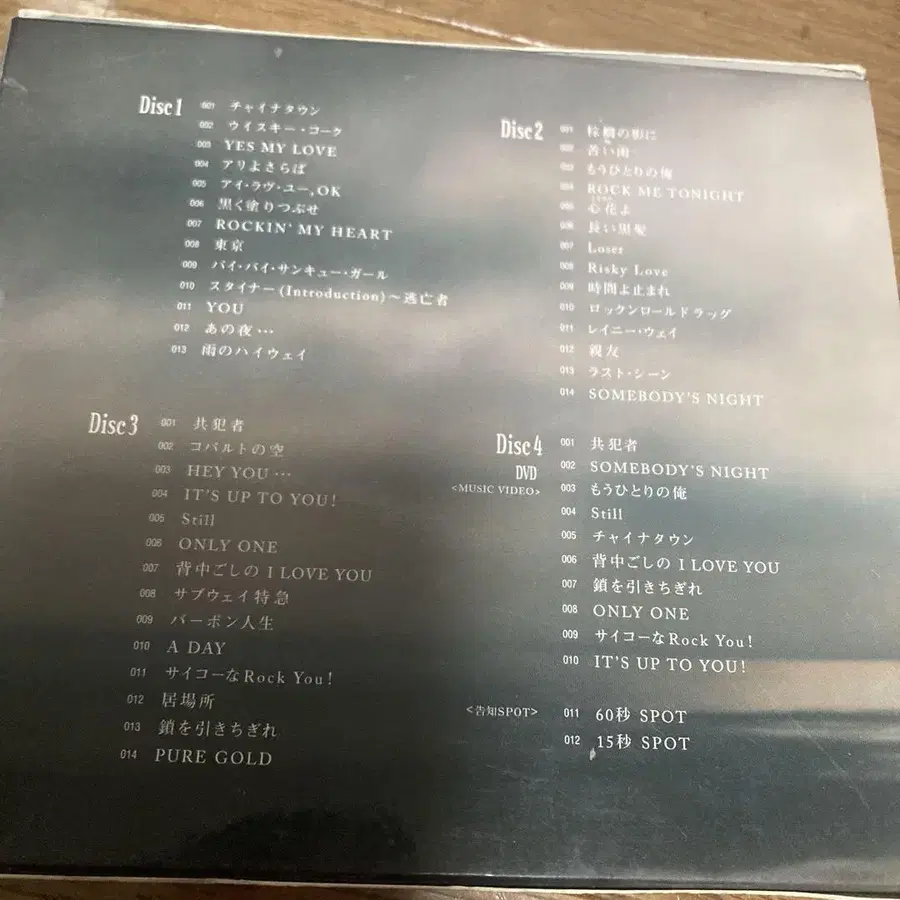 Disc 1
001 チャイナタウン
002 ウイスキー・コーク
003 YES MY LOVE
004 アリよさらば
005 アイ・ラヴ・ユー,OK
006 黒く塗りつぶせ
007 ROCKIN' MY HEART
008 東京
009 バイ・バイ・サンキュー・ガール
010 スタイナー(Introduction)〜逃亡者
011 YOU
012 あの夜…
013 雨のハイウェイ
Disc 2
001 棕櫚の影に
002 苦い雨
003 もうひとりの俺
004 ROCK ME TONIGHT
005 心花よ
006 長い黒髪
007 Loser
008 Risky Love
009 時間よ止まれ
010 ロックンロールドラッグ
011 レイニー・ウェイ
012 親友
013 ラスト・シーン
014 SOMEBODY'S NIGHT
Disc 3
001 共犯者
002 コバルトの空
003 HEY YOU…
004 IT'S UP TO YOU!
005 Still
006 ONLY ONE
007 背中ごしの I LOVE YOU
008 サブウェイ特急
009 バーボン人生
010 A DAY
011 サイコーなRock You!
012 居場所
013 鎖を引きちぎれ
014 PURE GOLD
Disc 4
DVD
<MUSIC VIDEO>
001 共犯者
002 SOMEBODY'S NIGHT
003 もうひとりの俺
004 Still
005 チャイナタウン
006 背中ごしの I LOVE YOU
007 鎖を引きちぎれ
008 ONLY ONE
009 サイコーなRock You!
010 IT'S UP TO YOU!
<告知SPOT>
011 60秒 SPOT
012 15秒 SPOT